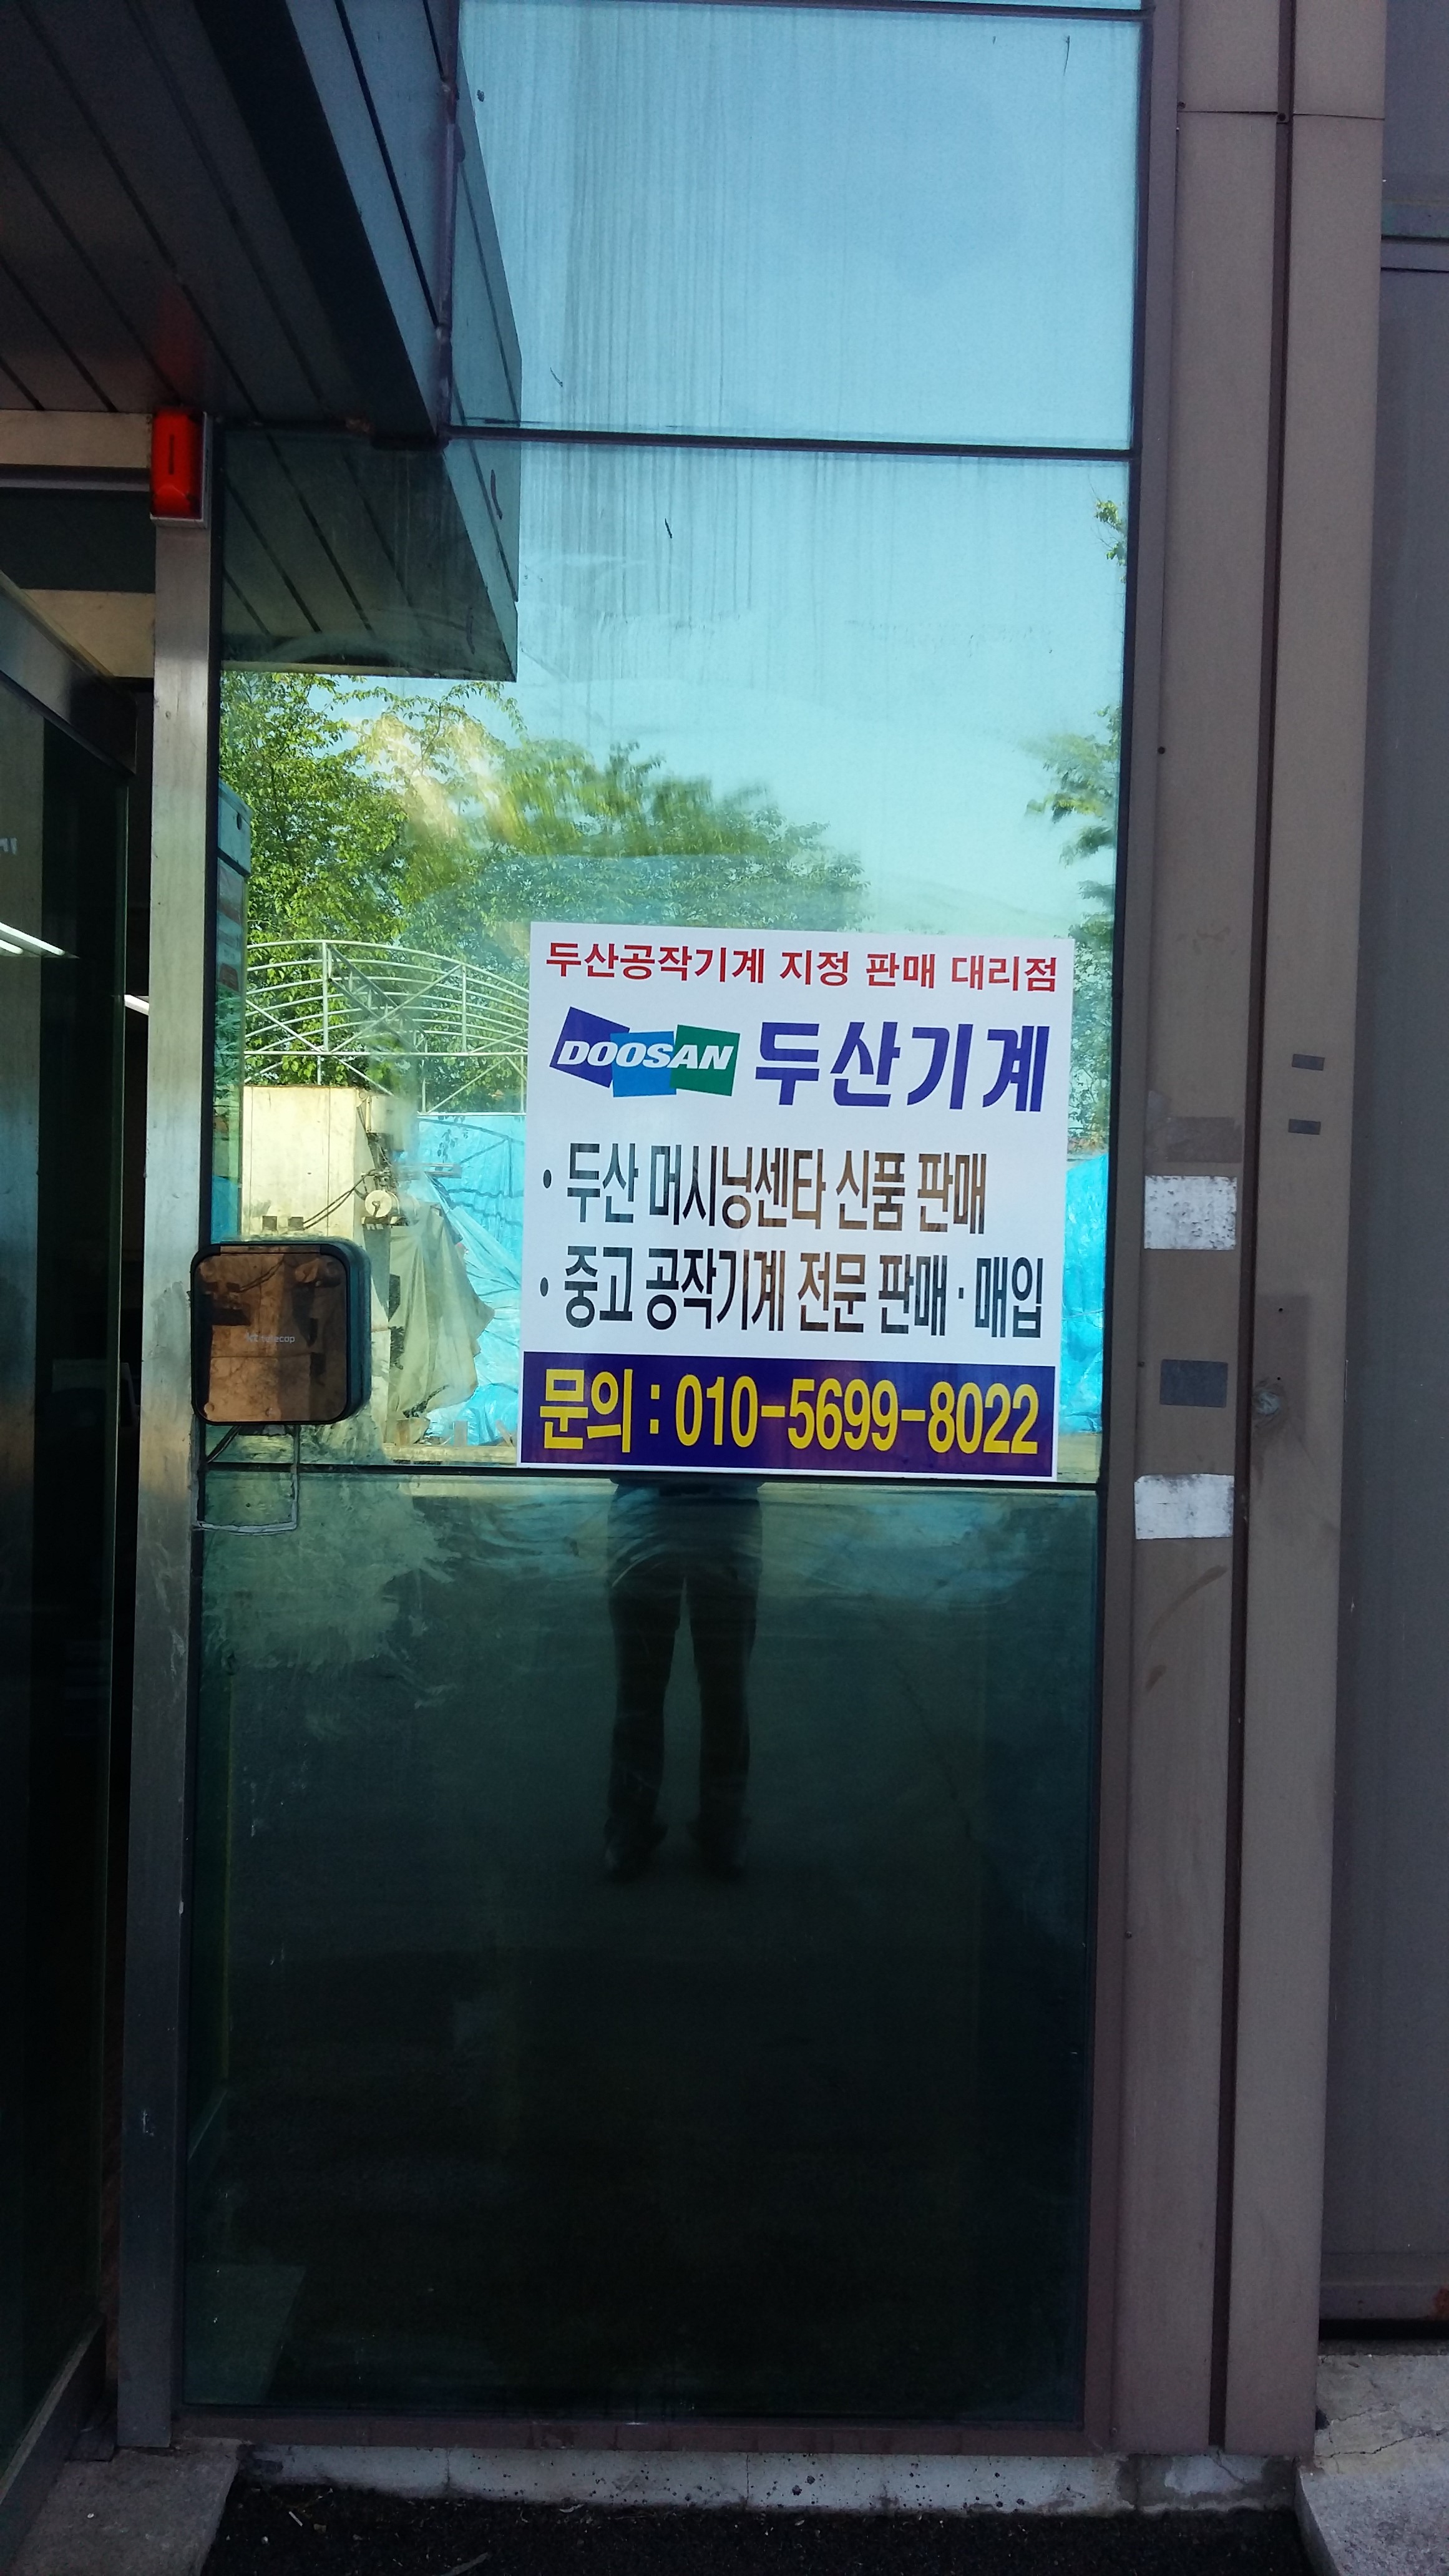 두산공작기계 지정 판매 대리점
DOOSAN 두산기계
· 두산 머시닝센타 신품 판매
· 중고 공작기계 전문 판매 · 매입
문의 : 010-5699-8022
kt telecop